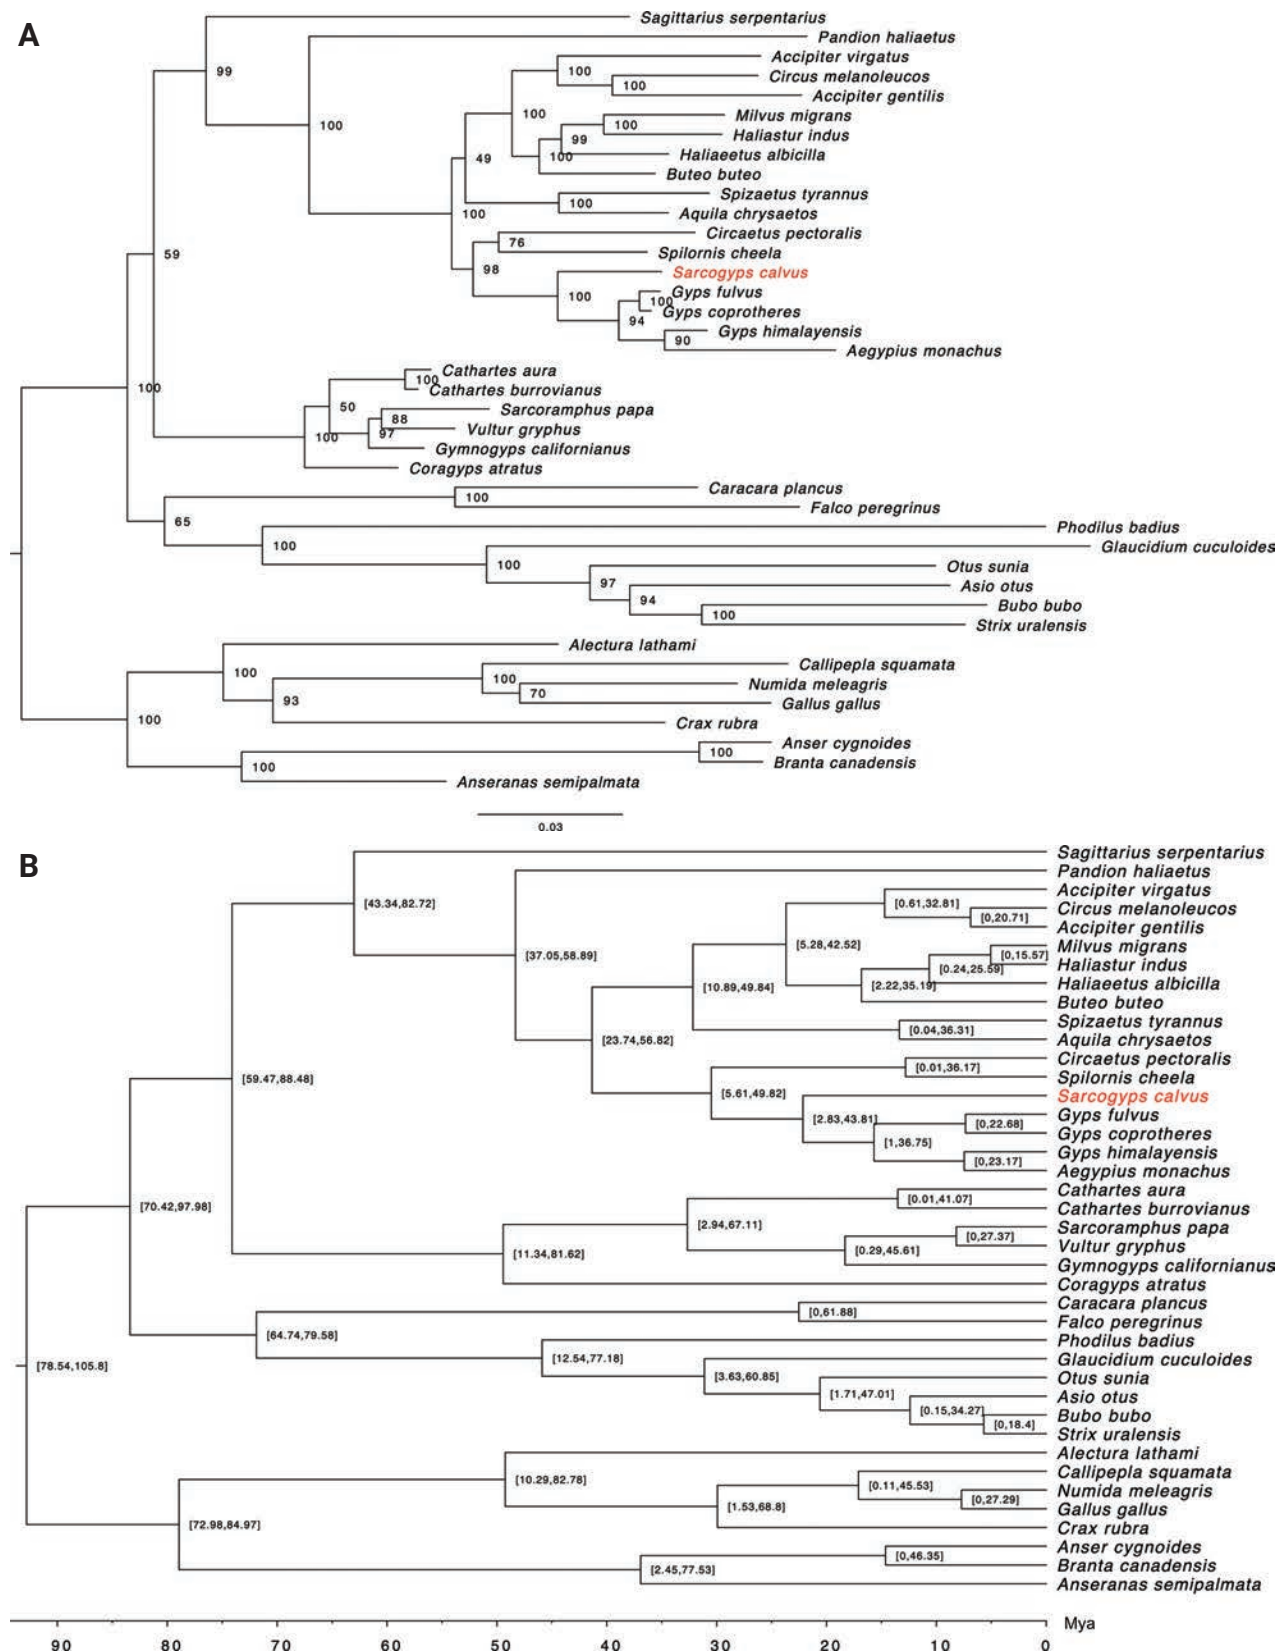 A
Sagittarius serpentarius
Pandion haliaetus
Accipiter virgatus
99
100
Circus melanoleucos
100
Accipiter gentilis
100
Milvus migrans
100
100
Haliastur indus
99
Haliaeetus albicilla
49
100
Buteo buteo
Spizaetus tyrannus
100
Aquila chrysaetos
100
Circaetus pectoralis
76
Spilornis cheela
59
98
Sarcogyps calvus
Gyps fulvus
100
100
Gyps coprotheres
94
Gyps himalayensis
90
Aegypius monachus
Cathartes aura
100
100
Cathartes burrovianus
50
Sarcoramphus papa
88
Vultur gryphus
97
100
Gymnogyps californianus
Coragyps atratus
Caracara plancus
100
Falco peregrinus
65
Phodilus badius
100
Glaucidium cuculoides
100
Otus sunia
97
Asio otus
94
Bubo bubo
100
Strix uralensis
Alectura lathami
100
Callipepla squamata
100
Numida meleagris
70
93
Gallus gallus
100
Crax rubra
Anser cygnoides
100
Branta canadensis
100
Anseranas semipalmata
0.03
B
Sagittarius serpentarius
Pandion haliaetus
Accipiter virgatus
[43.34,82.72]
[0.61,32.81]
Circus melanoleucos
[0,20.71]
Accipiter gentilis
[5.28,42.52]
Milvus migrans
[37.05,58.89]
[0,15.57]
Haliastur indus
[0.24,25.59]
Haliaeetus albicilla
[10.89,49.84]
[2.22,35.19]
Buteo buteo
Spizaetus tyrannus
[0.04,36.31]
Aquila chrysaetos
[23.74,56.82]
Circaetus pectoralis
[0.01,36.17]
Spilornis cheela
[59.47,88.48]
[5.61,49.82]
Sarcogyps calvus
Gyps fulvus
[2.83,43.81]
[0,22.68]
Gyps coprotheres
[1,36.75]
Gyps himalayensis
[0,23.17]
Aegypius monachus
Cathartes aura
[0.01,41.07]
[70.42,97.98]
Cathartes burrovianus
[2.94,67.11]
Sarcoramphus papa
[0,27.37]
Vultur gryphus
[11.34,81.62]
[0.29,45.61]
Gymnogyps californianus
Coragyps atratus
Caracara plancus
[0,61.88]
Falco peregrinus
[64.74,79.58]
Phodilus badius
[12.54,77.18]
Glaucidium cuculoides
[78.54,105.8]
[3.63,60.85]
Otus sunia
[1.71,47.01]
Asio otus
[0.15,34.27]
Bubo bubo
[0,18.4]
Strix uralensis
Alectura lathami
[10.29,82.78]
Callipepla squamata
[0.11,45.53]
Numida meleagris
[0,27.29]
[1.53,68.8]
Gallus gallus
[72.98,84.97]
Crax rubra
Anser cygnoides
[0,46.35]
Branta canadensis
[2.45,77.53]
Anseranas semipalmata
Mya
90 80 70 60 50 40 30 20 10 0